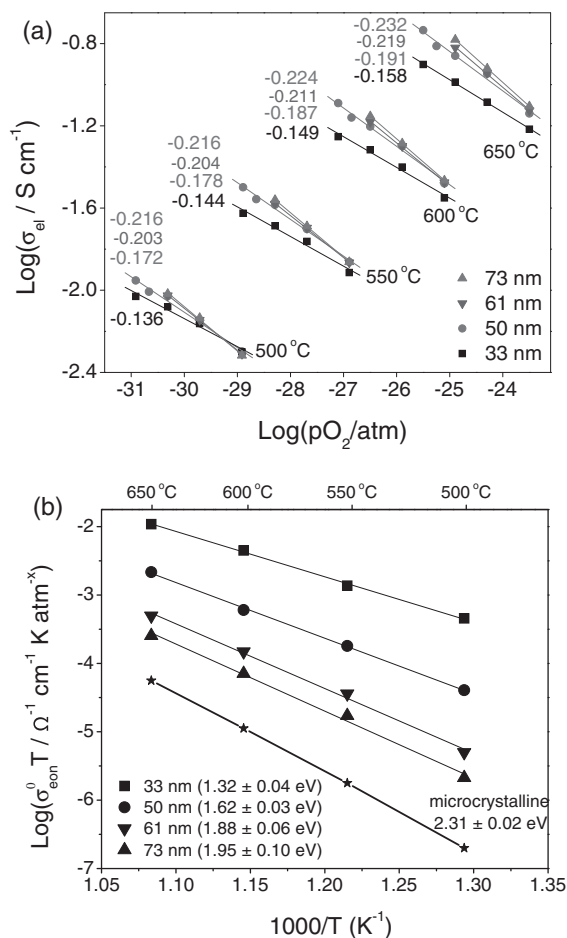 (a)
Log(σ_el / S cm⁻¹)
-0.8
-1.2
-1.6
-2.0
-2.4
-0.232
-0.219
-0.191
-0.158
650 °C
-0.224
-0.211
-0.187
-0.149
600 °C
-0.216
-0.204
-0.178
-0.144
550 °C
-0.216
-0.203
-0.172
-0.136
500 °C
73 nm
61 nm
50 nm
33 nm
-31 -30 -29 -28 -27 -26 -25 -24
Log(pO₂/atm)
(b)
650 °C 600 °C 550 °C 500 °C
Log(σ⁰_eon T / Ω⁻¹ cm⁻¹ K atm⁻ˣ)
-2
-3
-4
-5
-6
-7
33 nm (1.32 ± 0.04 eV)
50 nm (1.62 ± 0.03 eV)
61 nm (1.88 ± 0.06 eV)
73 nm (1.95 ± 0.10 eV)
microcrystalline
2.31 ± 0.02 eV
1.05 1.10 1.15 1.20 1.25 1.30 1.35
1000/T (K⁻¹)